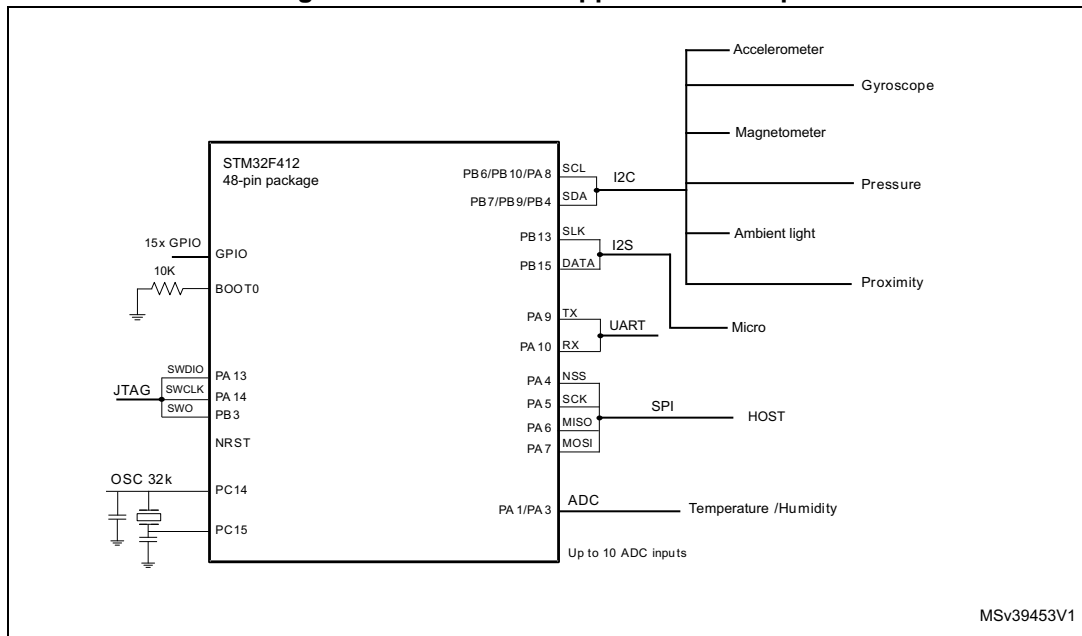 Accelerometer
Gyroscope
Magnetometer
Pressure
Ambient light
Proximity
STM32F412
48-pin package
PB6/PB10/PA8
SCL
I2C
PB7/PB9/PB4
SDA
PB13
SLK
I2S
PB15
DATA
Micro
15x GPIO
GPIO
10K
BOOT0
PA9
TX
UART
PA10
RX
JTAG
SWDIO
PA13
SWCLK
PA14
SWO
PB3
NRST
PA4
NSS
PA5
SCK
SPI
HOST
PA6
MISO
PA7
MOSI
OSC 32k
PC14
PC15
PA1/PA3
ADC
Temperature /Humidity
Up to 10 ADC inputs
MSv39453V1